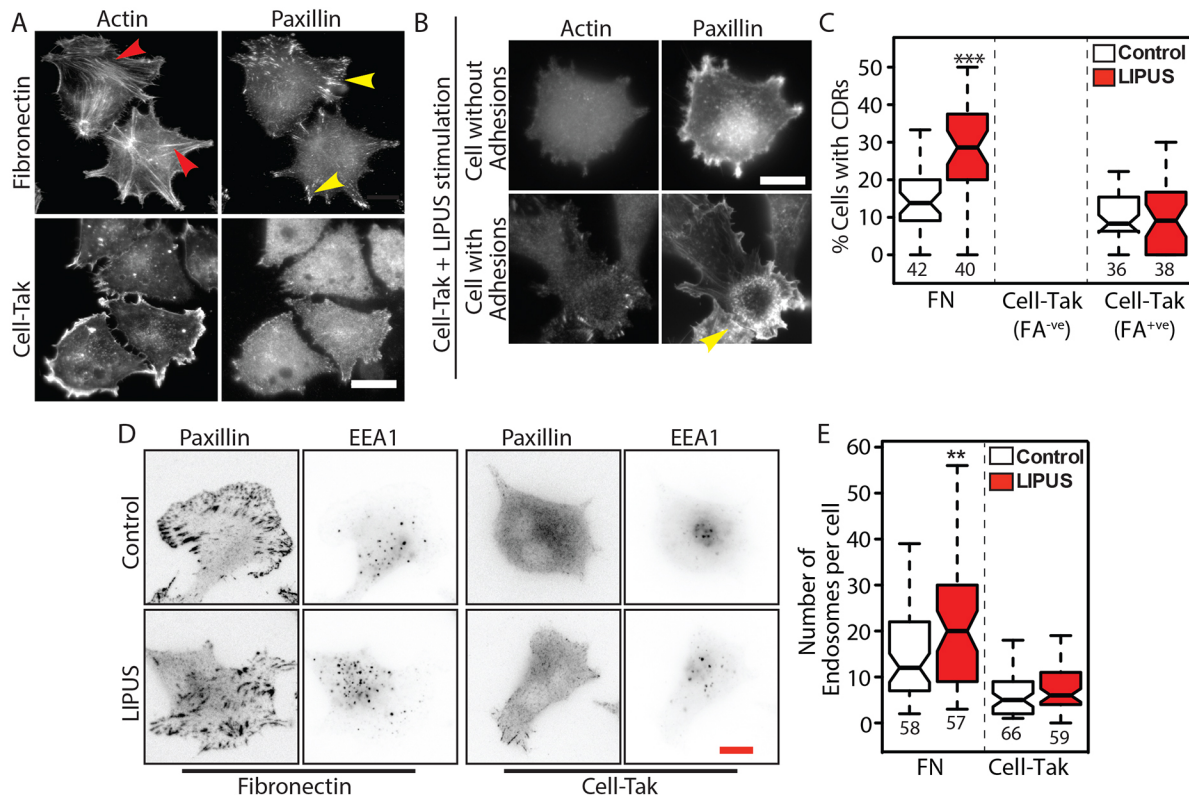 A
Actin
Paxillin
Fibronectin
Cell-Tak
B
Cell-Tak + LIPUS stimulation
Actin
Paxillin
Cell without
Adhesions
Cell with
Adhesions
C
% Cells with CDRs
50
40
30
20
10
0
***
Control
LIPUS
42
40
36
38
FN
Cell-Tak
(FA-ve)
Cell-Tak
(FA+ve)
D
Paxillin
EEA1
Paxillin
EEA1
Control
LIPUS
Fibronectin
Cell-Tak
E
Number of
Endosomes per cell
60
50
40
30
20
10
0
**
Control
LIPUS
58
57
66
59
FN
Cell-Tak